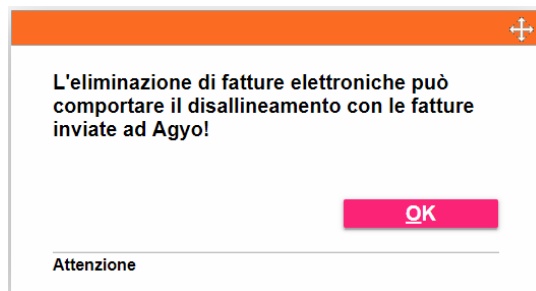 L'eliminazione di fatture elettroniche può
comportare il disallineamento con le fatture
inviate ad Agyo!
OK
Attenzione